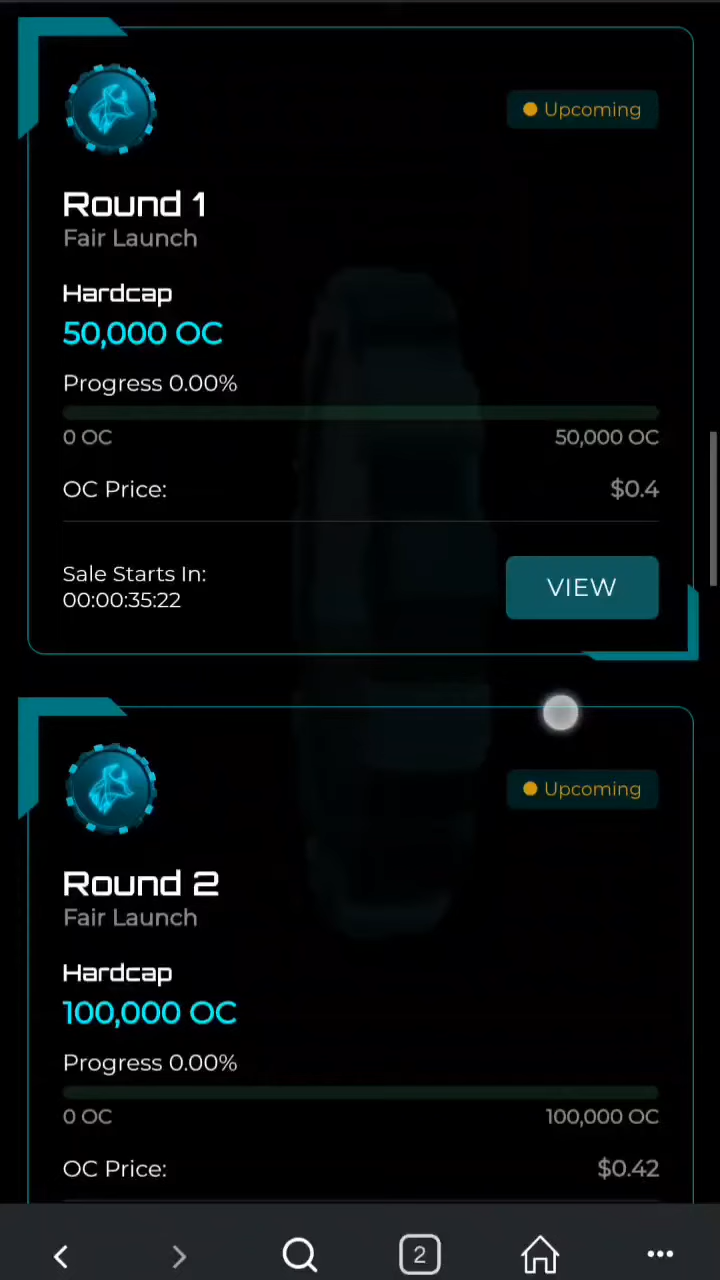 Upcoming
Round 1
Fair Launch
Hardcap
50,000 OC
Progress 0.00%
0 OC 50,000 OC
OC Price: $0.4
Sale Starts In:
00:00:35:22
VIEW
Upcoming
Round 2
Fair Launch
Hardcap
100,000 OC
Progress 0.00%
0 OC 100,000 OC
OC Price: $0.42
2